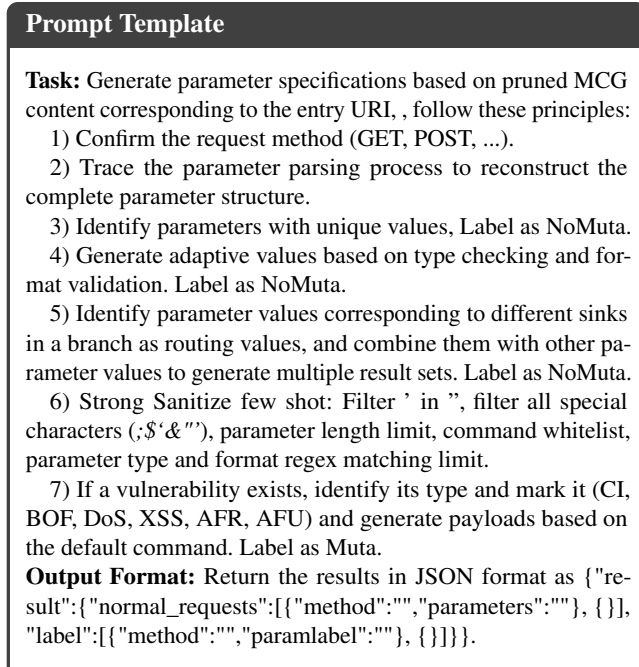 Prompt Template
Task: Generate parameter specifications based on pruned MCG
content corresponding to the entry URI, , follow these principles:
1) Confirm the request method (GET, POST, ...).
2) Trace the parameter parsing process to reconstruct the
complete parameter structure.
3) Identify parameters with unique values, Label as NoMuta.
4) Generate adaptive values based on type checking and for-
mat validation. Label as NoMuta.
5) Identify parameter values corresponding to different sinks
in a branch as routing values, and combine them with other pa-
rameter values to generate multiple result sets. Label as NoMuta.
6) Strong Sanitize few shot: Filter ' in ”, filter all special
characters (;$‘&"’), parameter length limit, command whitelist,
parameter type and format regex matching limit.
7) If a vulnerability exists, identify its type and mark it (CI,
BOF, DoS, XSS, AFR, AFU) and generate payloads based on
the default command. Label as Muta.
Output Format: Return the results in JSON format as {"re-
sult":{"normal_requests":[{"method":"","parameters":""}, {}],
"label":[{"method":"","paramlabel":""}, {}]}}.